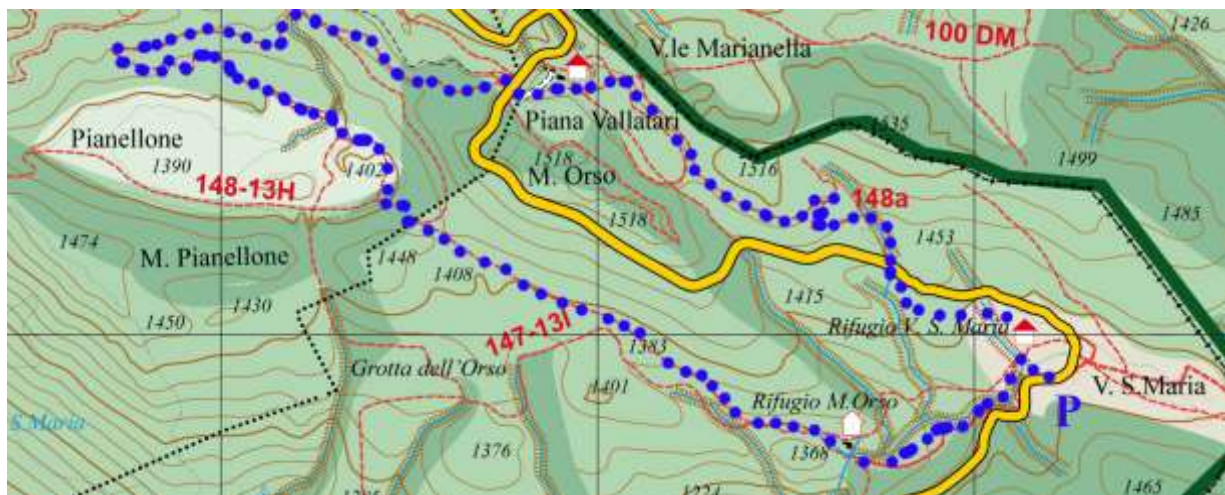 100 DM
1426
V.le Marianella
1535
1499
Pianellone
1390
Piana Vallatari
1518
M. Orso
1516
1402
148-13H
148a
1485
1474
1518
1453
M. Pianellone
1448
1408
1430
1415
1450
147-13I
Rifugio V. S. Maria
1383
Grotta dell'Orso
V. S.Maria
1401
Rifugio M.Orso
P
S.Maria
1376
1368
1465
1224